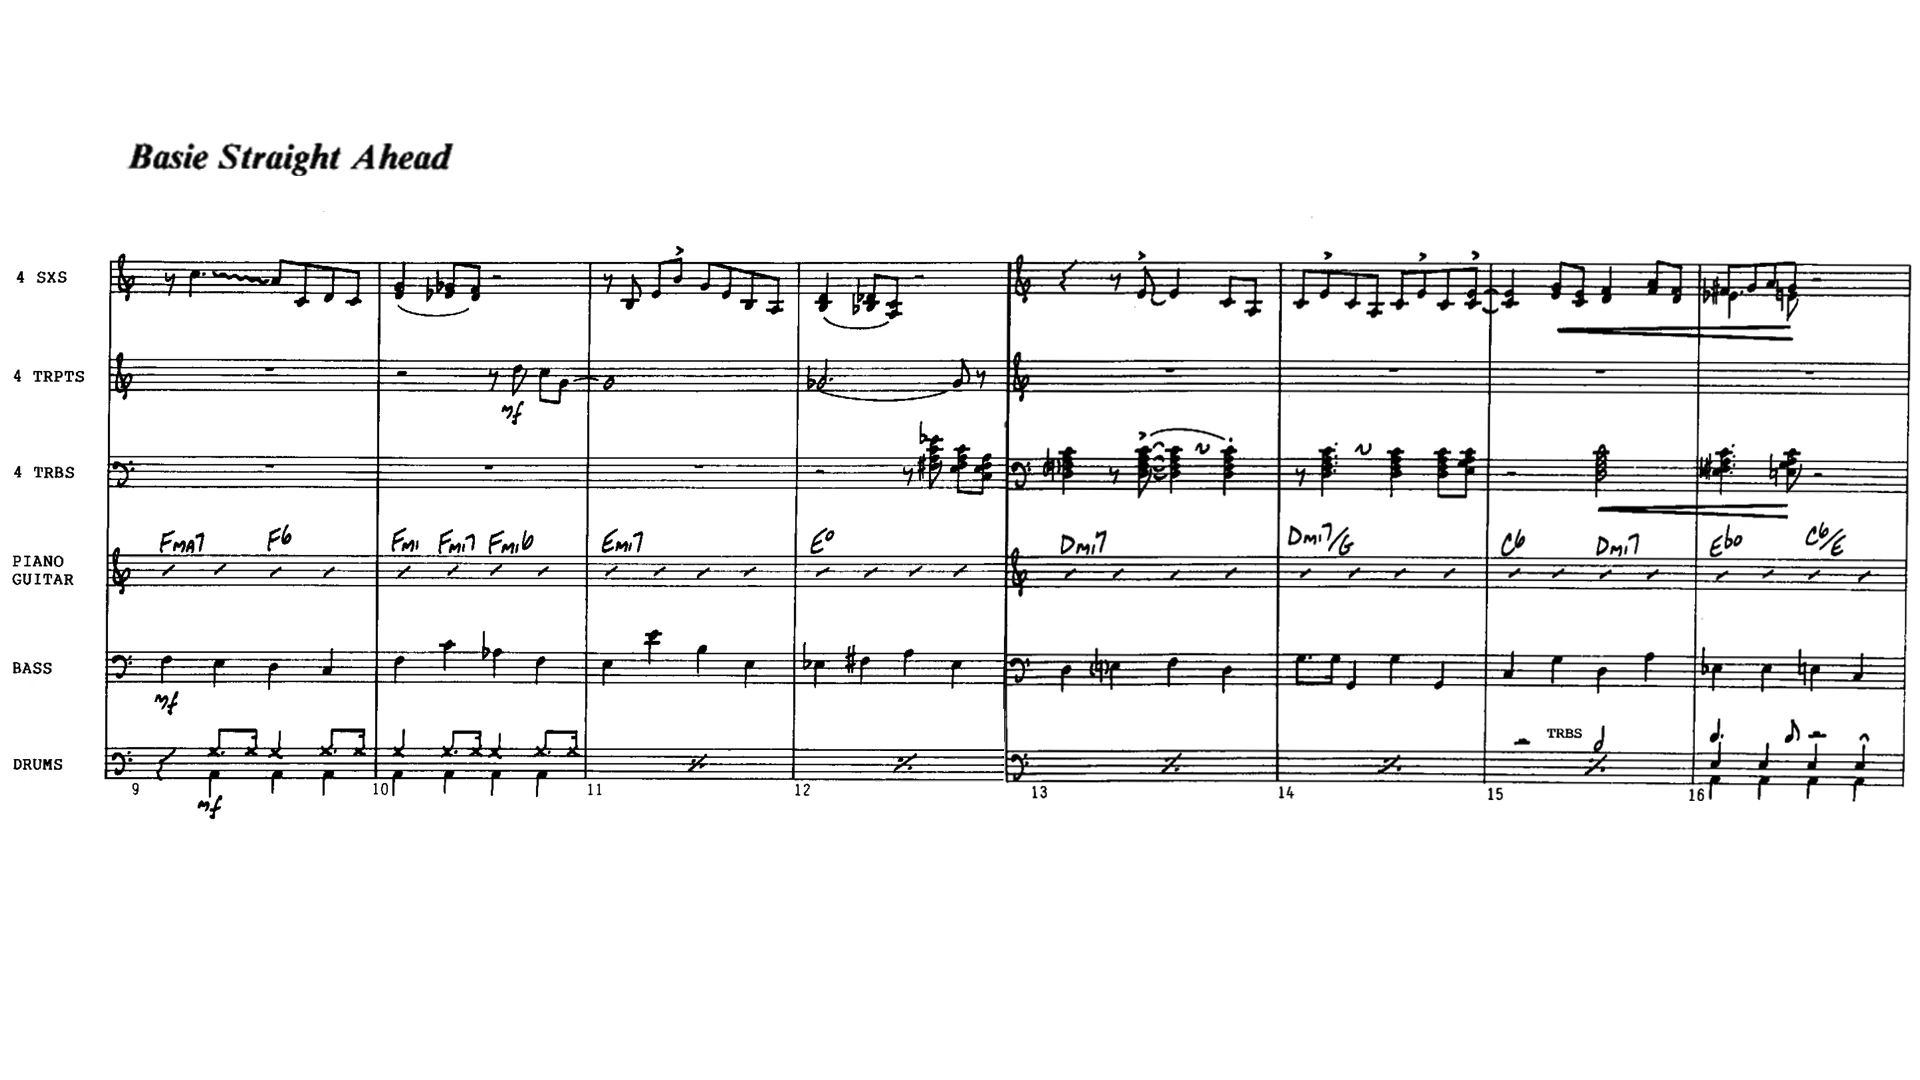 Basie Straight Ahead
4 SXS
4 TRPTS
mf
4 TRBS
FMA7 F6 FMI FMI7 FMI6 EMI7 E° DMI7 DMI7/G C6 DMI7 Ebo C6/E
PIANO
GUITAR
BASS
mf
TRBS
DRUMS
9 10 11 12 13 14 15 16
mf